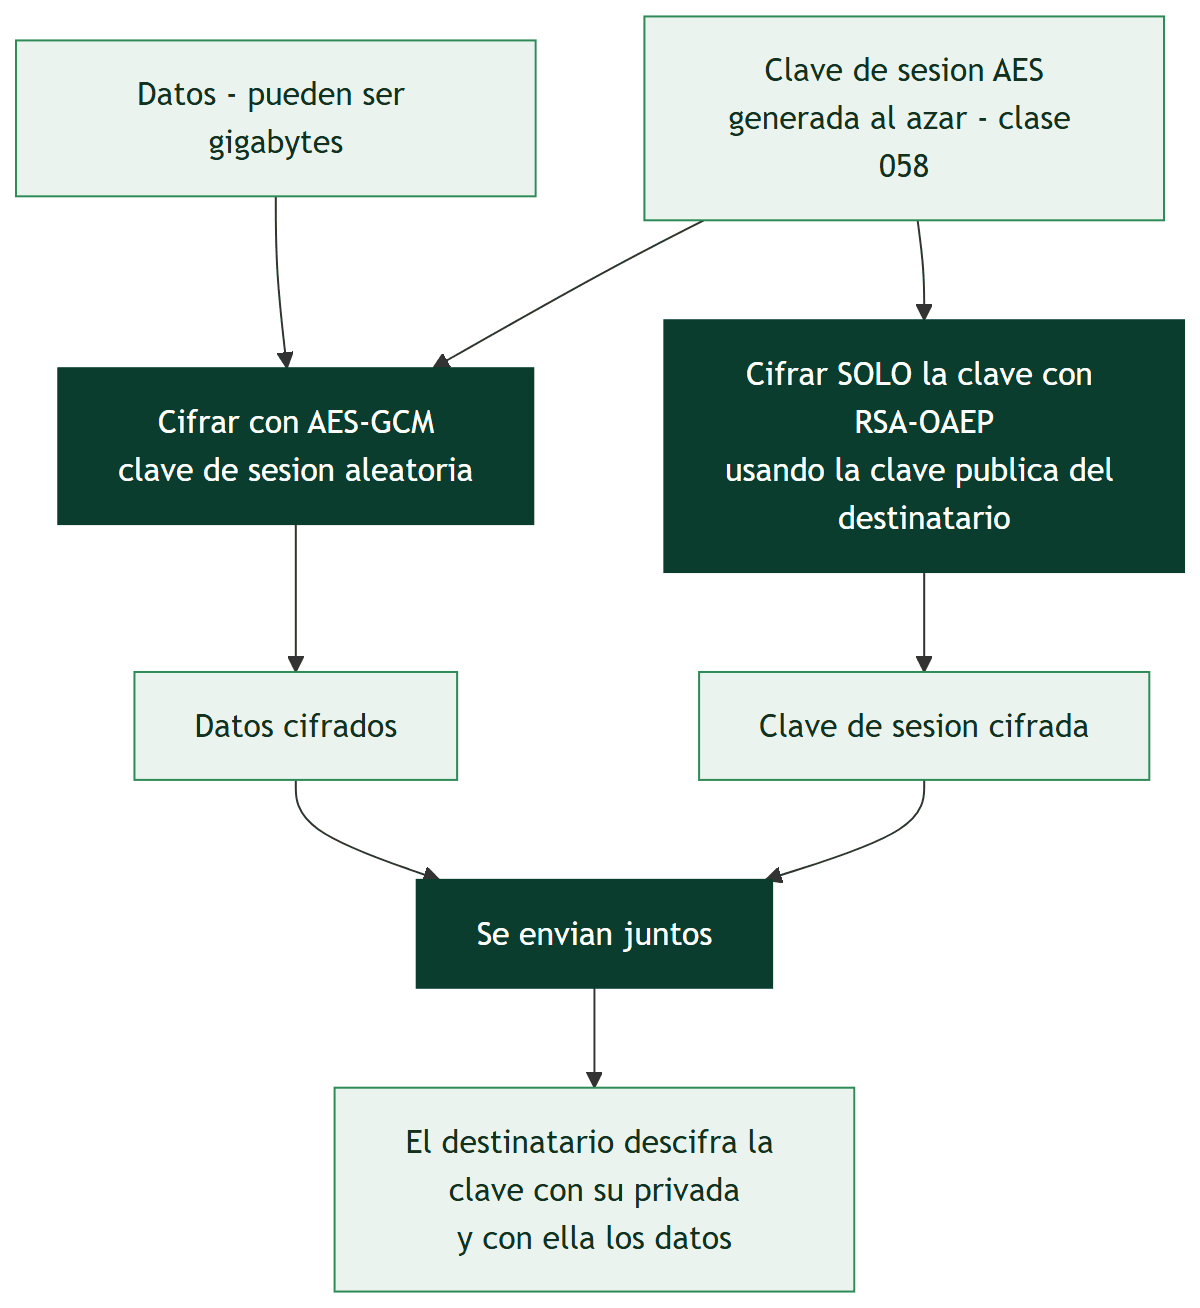 Datos - pueden ser
gigabytes
Clave de sesion AES
generada al azar - clase
058
Cifrar con AES-GCM
clave de sesion aleatoria
Cifrar SOLO la clave con
RSA-OAEP
usando la clave publica del
destinatario
Datos cifrados
Clave de sesion cifrada
Se envian juntos
El destinatario descifra la
clave con su privada
y con ella los datos